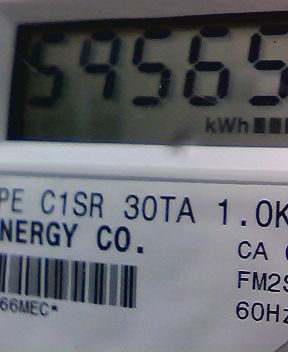 59565
kWh
PE C1SR 30TA 1.0K
NERGY CO.
CA
FM2S
66MEC*
60Hz